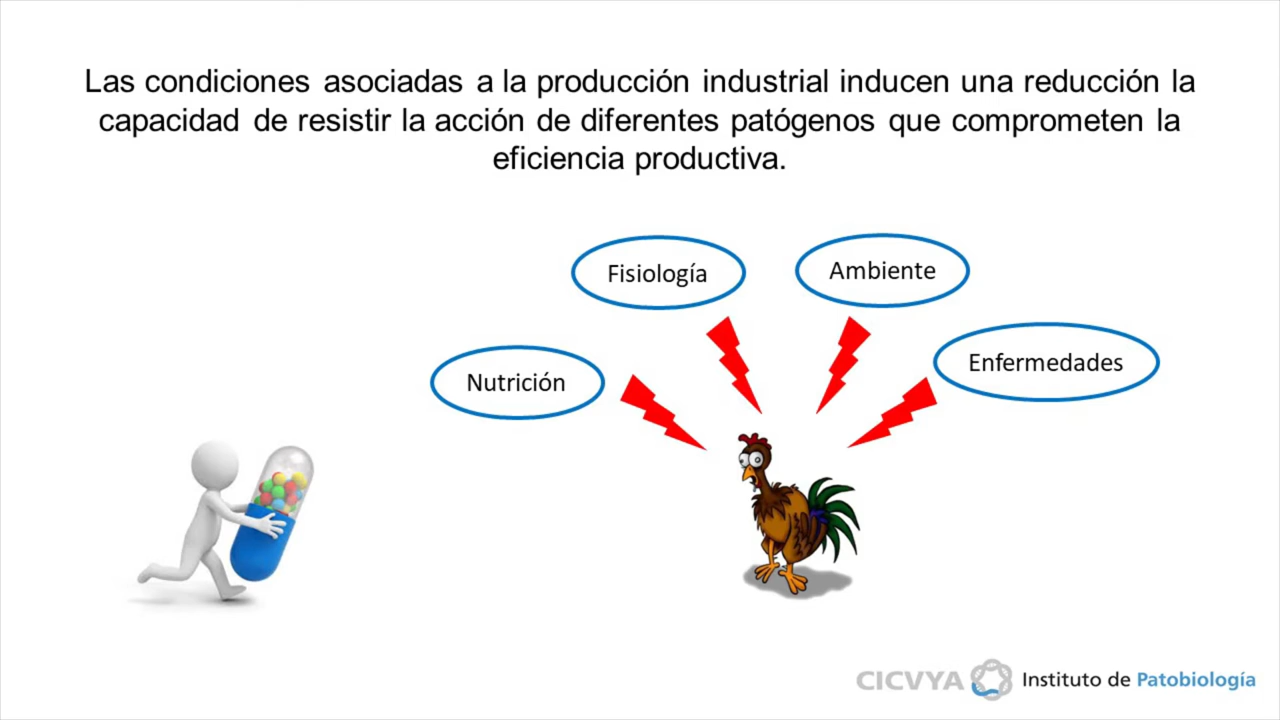 Las condiciones asociadas a la producción industrial inducen una reducción la
capacidad de resistir la acción de diferentes patógenos que comprometen la
eficiencia productiva.
Fisiología
Ambiente
Nutrición
Enfermedades
CICVYA Instituto de Patobiología